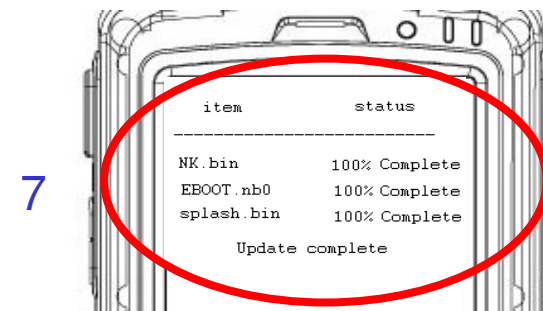 7
item status
---------------------------
NK.bin 100% Complete
EBOOT.nb0 100% Complete
splash.bin 100% Complete
Update complete